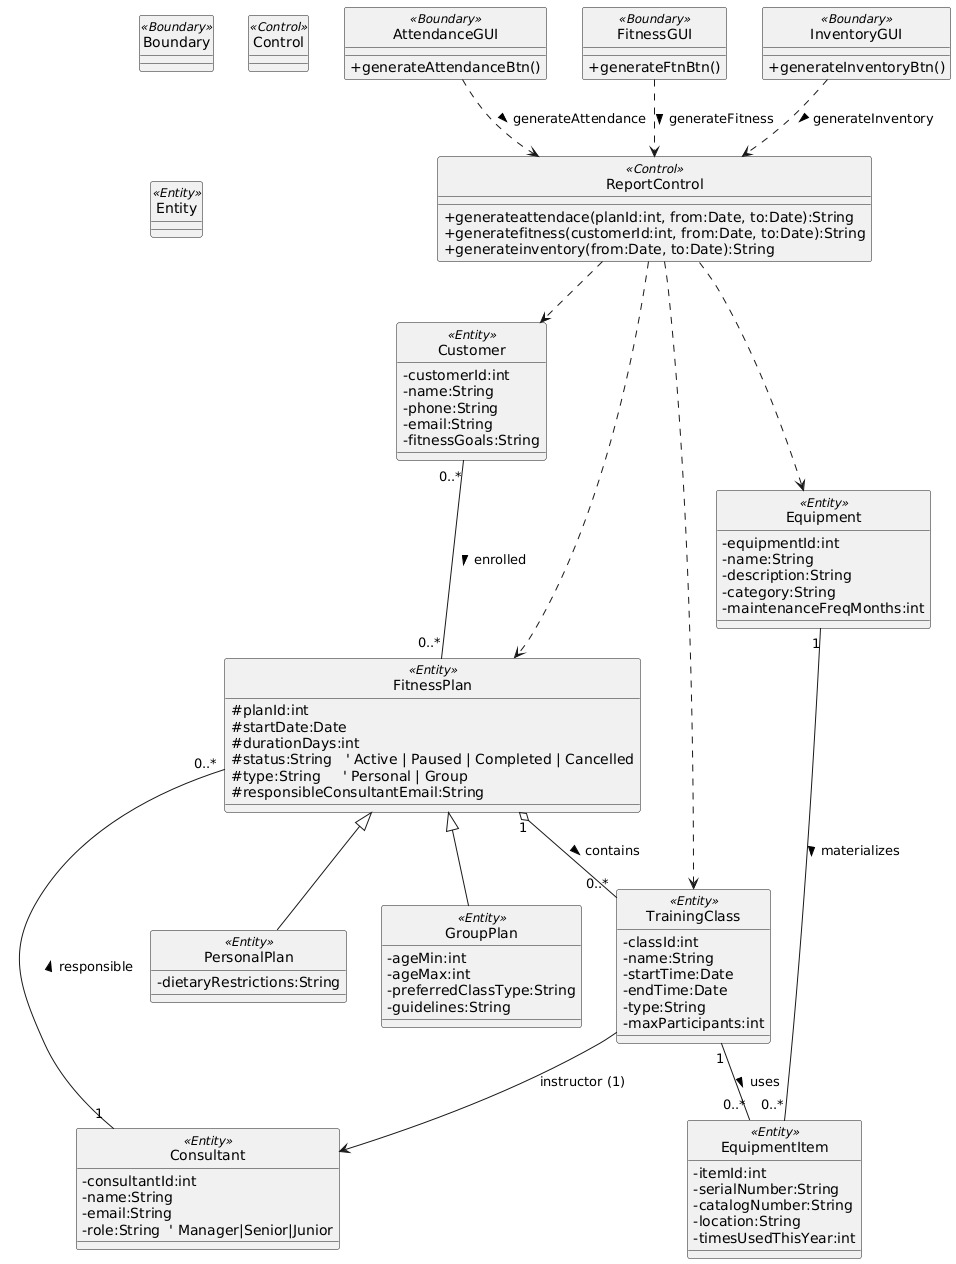 «Boundary»
Boundary
«Control»
Control
«Boundary»
AttendanceGUI
+generateAttendanceBtn()
«Boundary»
FitnessGUI
+generateFtnBtn()
«Boundary»
InventoryGUI
+generateInventoryBtn()
generateAttendance
generateFitness
generateInventory
«Entity»
Entity
«Control»
ReportControl
+generateattendace(planId:int, from:Date, to:Date):String
+generatefitness(customerId:int, from:Date, to:Date):String
+generateinventory(from:Date, to:Date):String
«Entity»
Customer
-customerId:int
-name:String
-phone:String
-email:String
-fitnessGoals:String
0..*
enrolled
0..*
«Entity»
Equipment
-equipmentId:int
-name:String
-description:String
-category:String
-maintenanceFreqMonths:int
1
«Entity»
FitnessPlan
#planId:int
#startDate:Date
#durationDays:int
#status:String   ' Active | Paused | Completed | Cancelled
#type:String     ' Personal | Group
#responsibleConsultantEmail:String
0..*
1
contains
0..*
materializes
«Entity»
PersonalPlan
-dietaryRestrictions:String
«Entity»
GroupPlan
-ageMin:int
-ageMax:int
-preferredClassType:String
-guidelines:String
«Entity»
TrainingClass
-classId:int
-name:String
-startTime:Date
-endTime:Date
-type:String
-maxParticipants:int
responsible
instructor (1)
1
uses
0..*
0..*
1
«Entity»
Consultant
-consultantId:int
-name:String
-email:String
-role:String  ' Manager|Senior|Junior
«Entity»
EquipmentItem
-itemId:int
-serialNumber:String
-catalogNumber:String
-location:String
-timesUsedThisYear:int